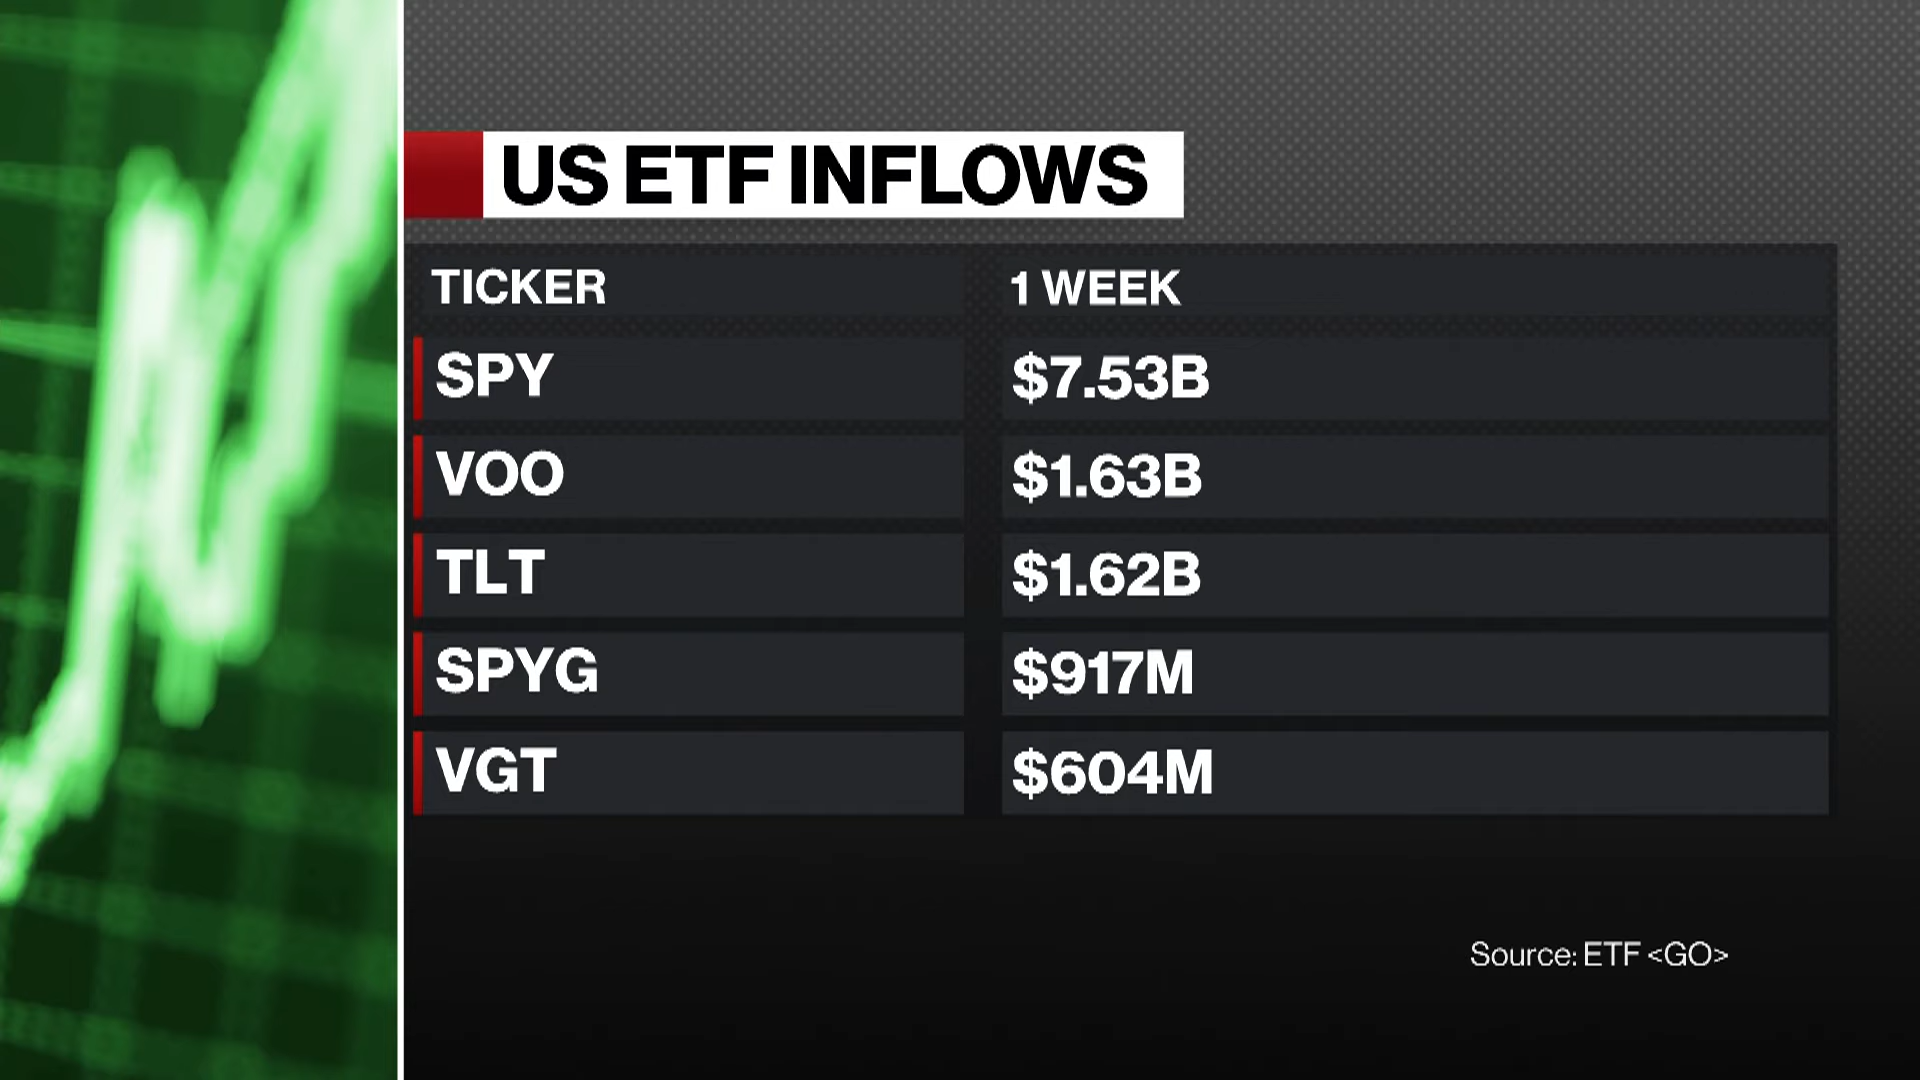 US ETF INFLOWS
TICKER 1 WEEK
SPY $7.53B
VOO $1.63B
TLT $1.62B
SPYG $917M
VGT $604M
Source: ETF <GO>